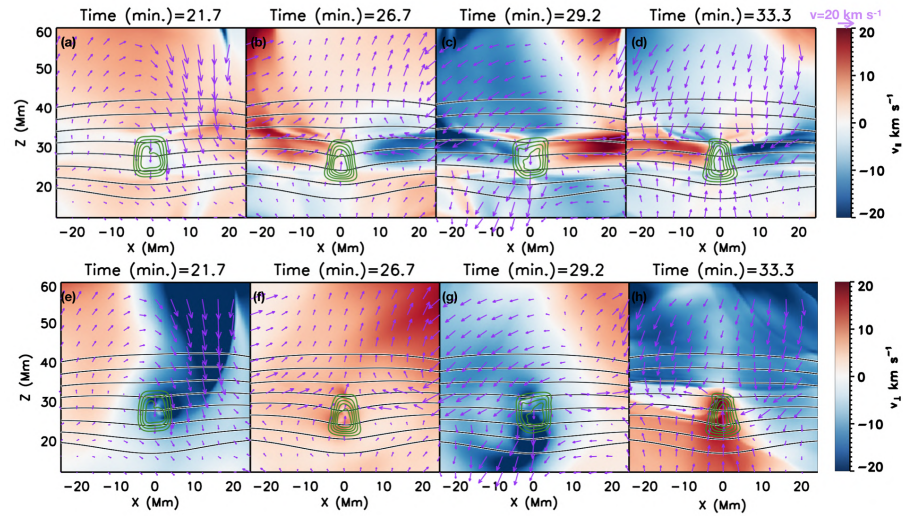 Time (min.)=21.7 Time (min.)=26.7 Time (min.)=29.2 Time (min.)=33.3 v=20 km s⁻¹
(a) (b) (c) (d)
60
50
40
30
20
Z (Mm)
-20 -10 0 10 20 -20 -10 0 10 20 -20 -10 0 10 20 -20 -10 0 10 20
X (Mm) X (Mm) X (Mm) X (Mm)
20
10
0
-10
-20
v∥ km s⁻¹
Time (min.)=21.7 Time (min.)=26.7 Time (min.)=29.2 Time (min.)=33.3
(e) (f) (g) (h)
60
50
40
30
20
Z (Mm)
-20 -10 0 10 20 -20 -10 0 10 20 -20 -10 0 10 20 -20 -10 0 10 20
X (Mm) X (Mm) X (Mm) X (Mm)
20
10
0
-10
-20
v⊥ km s⁻¹